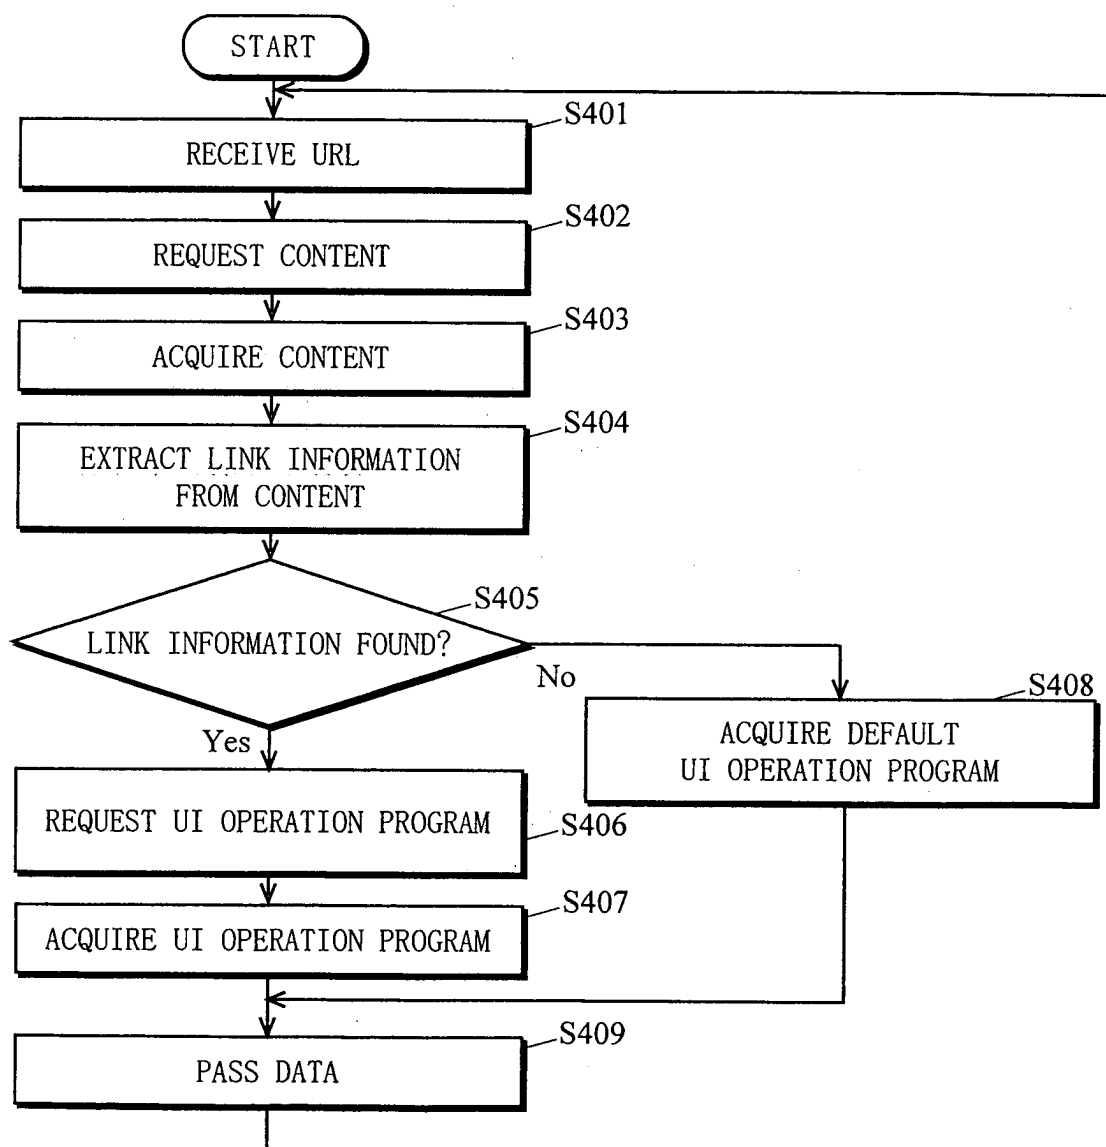 START
S401
RECEIVE URL
S402
REQUEST CONTENT
S403
ACQUIRE CONTENT
S404
EXTRACT LINK INFORMATION
FROM CONTENT
S405
LINK INFORMATION FOUND?
No
Yes
S408
ACQUIRE DEFAULT
UI OPERATION PROGRAM
REQUEST UI OPERATION PROGRAM
S406
S407
ACQUIRE UI OPERATION PROGRAM
S409
PASS DATA